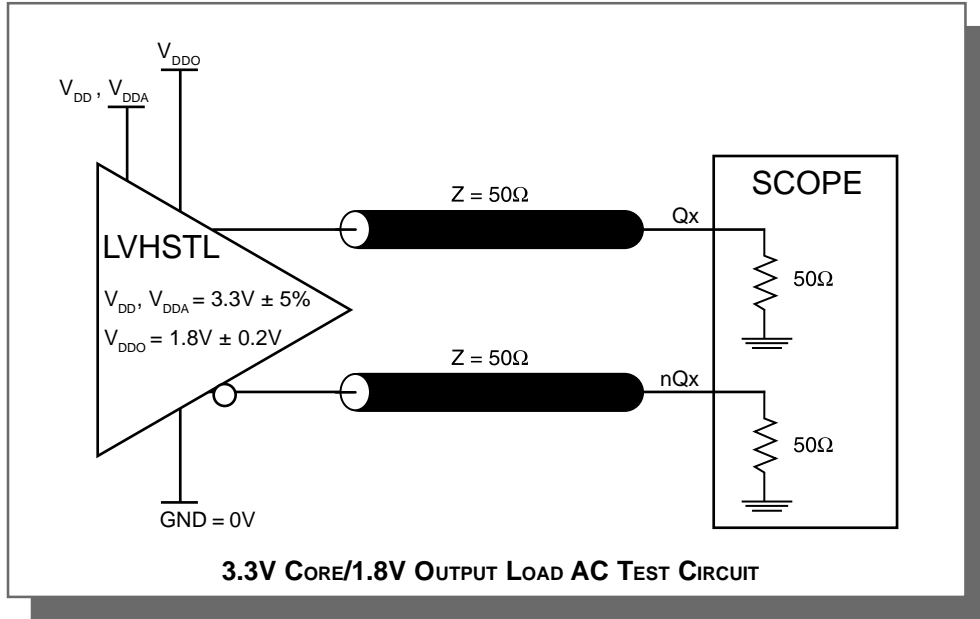 V_DDO
V_DD , V_DDA
SCOPE
Z = 50Ω
Qx
LVHSTL
50Ω
V_DD, V_DDA = 3.3V ± 5%
V_DDO = 1.8V ± 0.2V
Z = 50Ω
nQx
50Ω
GND = 0V
3.3V CORE/1.8V OUTPUT LOAD AC TEST CIRCUIT